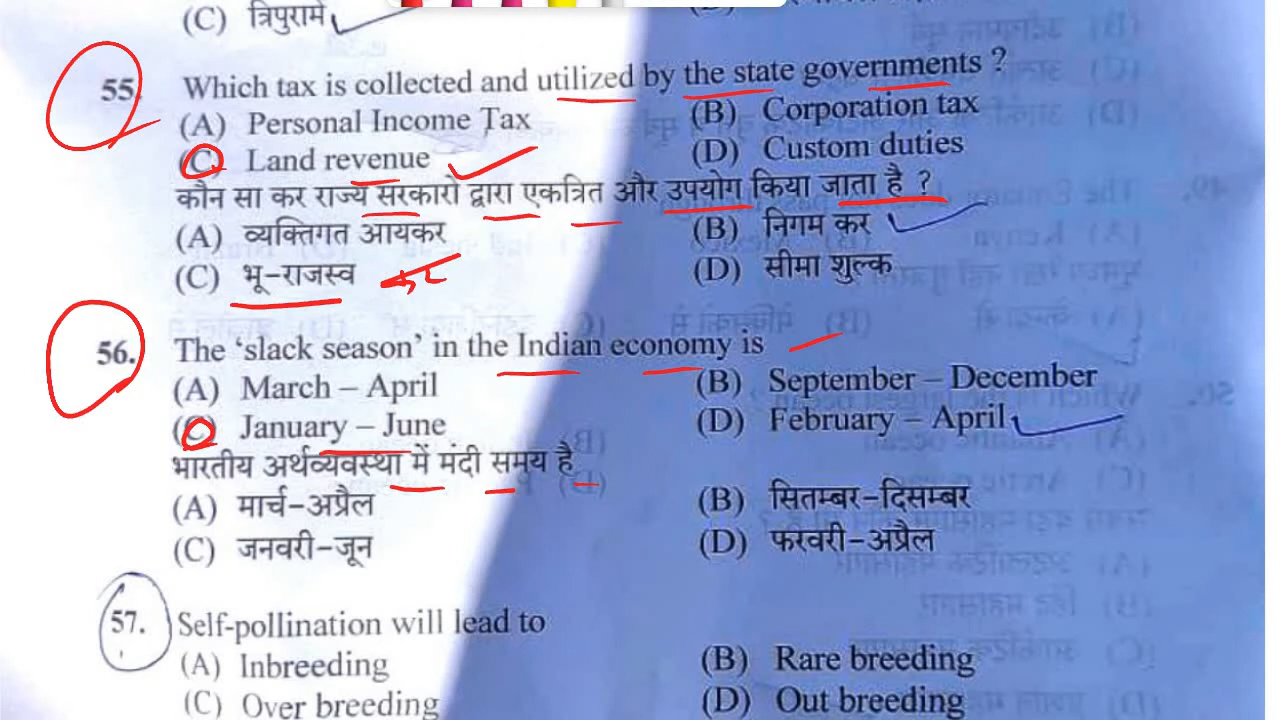 (C) त्रिपुरामें
55. Which tax is collected and utilized by the state governments ?
(A) Personal Income Tax (B) Corporation tax
(C) Land revenue (D) Custom duties
कौन सा कर राज्य सरकारों द्वारा एकत्रित और उपयोग किया जाता है ?
(A) व्यक्तिगत आयकर (B) निगम कर
(C) भू-राजस्व कर (D) सीमा शुल्क
56. The ‘slack season’ in the Indian economy is
(A) March – April (B) September – December
(C) January – June (D) February – April
भारतीय अर्थव्यवस्था में मंदी समय है
(A) मार्च-अप्रैल (B) सितम्बर-दिसम्बर
(C) जनवरी-जून (D) फरवरी-अप्रैल
57. Self-pollination will lead to
(A) Inbreeding (B) Rare breeding
(C) Over breeding (D) Out breeding